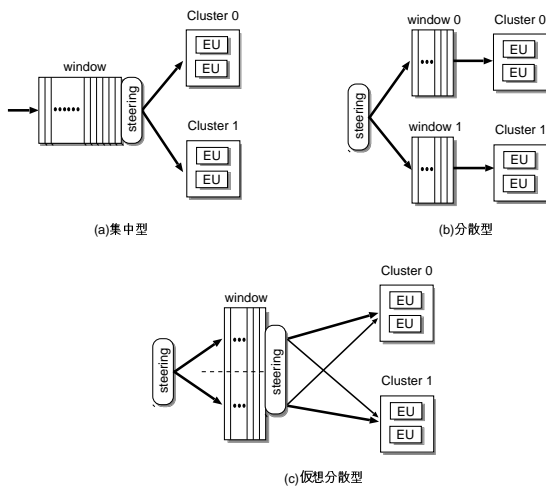 Cluster 0
EU
EU
window
......
steering
Cluster 1
EU
EU
(a)集中型
window 0
Cluster 0
...
EU
EU
steering
window 1
Cluster 1
...
EU
EU
(b)分散型
Cluster 0
window
EU
EU
...
steering
steering
Cluster 1
...
EU
EU
(c)仮想分散型